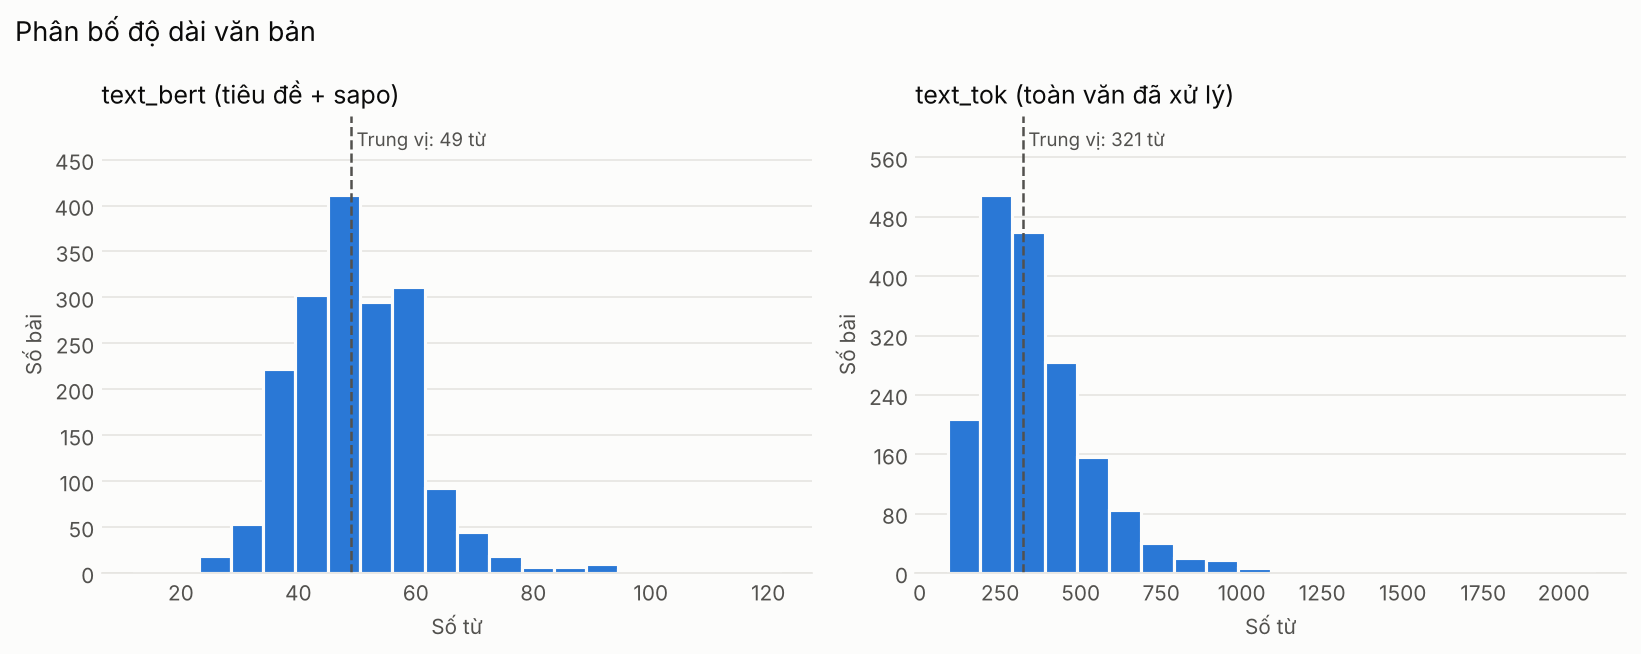 Phân bố độ dài văn bản
text_bert (tiêu đề + sapo)
Trung vị: 49 từ
450
400
350
300
250
200
150
100
50
0
Số bài
20 40 60 80 100 120
Số từ
text_tok (toàn văn đã xử lý)
Trung vị: 321 từ
560
480
400
320
240
160
80
0
Số bài
0 250 500 750 1000 1250 1500 1750 2000
Số từ